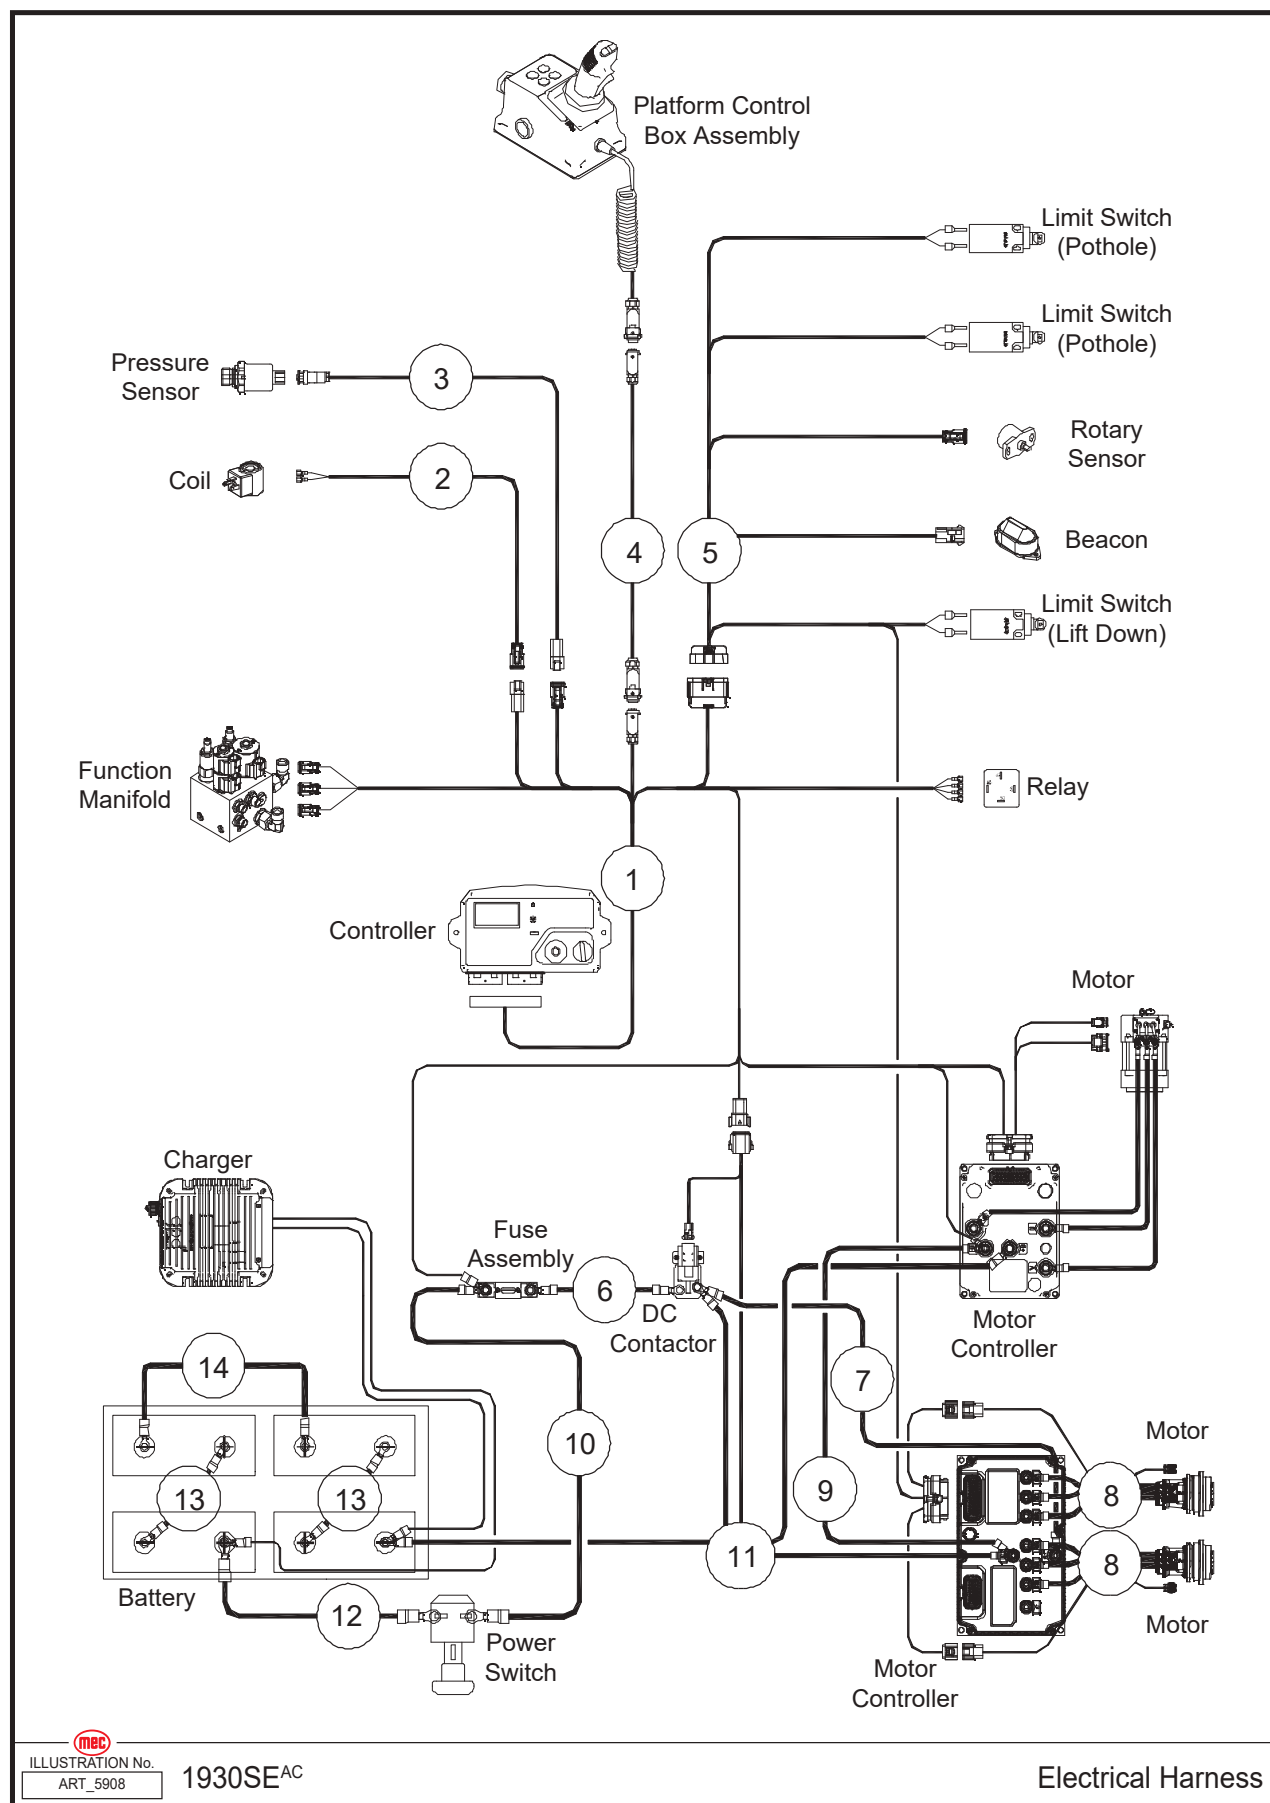 Platform Control
Box Assembly
Limit Switch
(Pothole)
Limit Switch
(Pothole)
Pressure
Sensor
3
Rotary
Sensor
Coil
2
4
5
Beacon
Limit Switch
(Lift Down)
Function
Manifold
Relay
1
Controller
Motor
Charger
Fuse
Assembly
6
DC
Contactor
Motor
Controller
14
7
10
Motor
13
13
9
8
11
8
Battery
12
Power
Switch
Motor
Motor
Controller
mec
ILLUSTRATION No.
ART_5908
1930SE AC
Electrical Harness